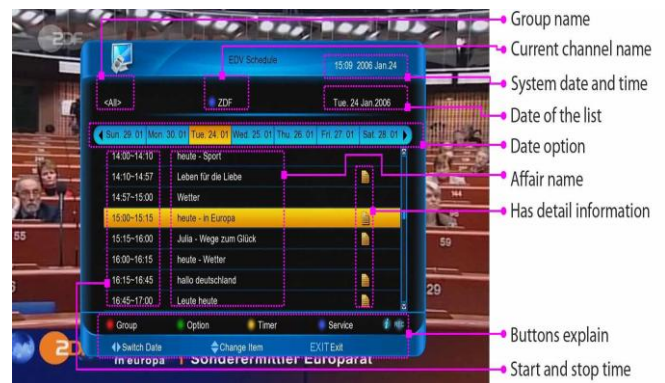 Group name
Current channel name
System date and time
Date of the list
Date option
Affair name
Has detail information
Buttons explain
Start and stop time
ZDF
EDV Schedule
15:09 2006 Jan.24
<All>
ZDF
Tue. 24 Jan.2006
Sun. 29. 01 Mon. 30. 01 Tue. 24. 01 Wed. 25. 01 Thu. 26. 01 Fri. 27. 01 Sat. 28. 01
14:00~14:10 heute - Sport
14:10~14:57 Leben für die Liebe
14:57~15:00 Wetter
15:00~15:15 heute - in Europa
15:15~16:00 Julia - Wege zum Glück
16:00~16:15 heute - Wetter
16:15~16:45 hallo deutschland
16:45~17:00 Leute heute
Group Option Timer Service
Switch Date Change Item EXIT Exit
144
55
59
29
in europa Sonderermittler Europarat